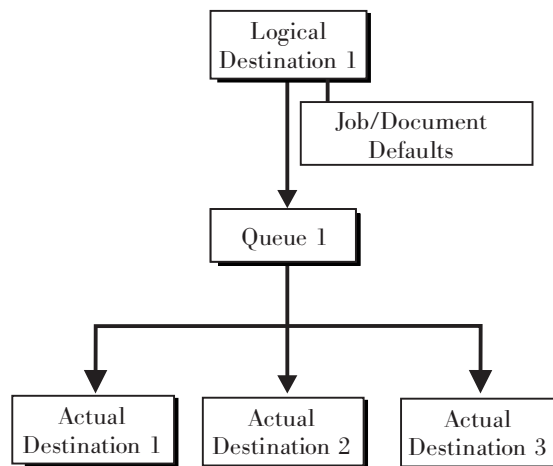 Logical
Destination 1
Job/Document
Defaults
Queue 1
Actual
Destination 1
Actual
Destination 2
Actual
Destination 3